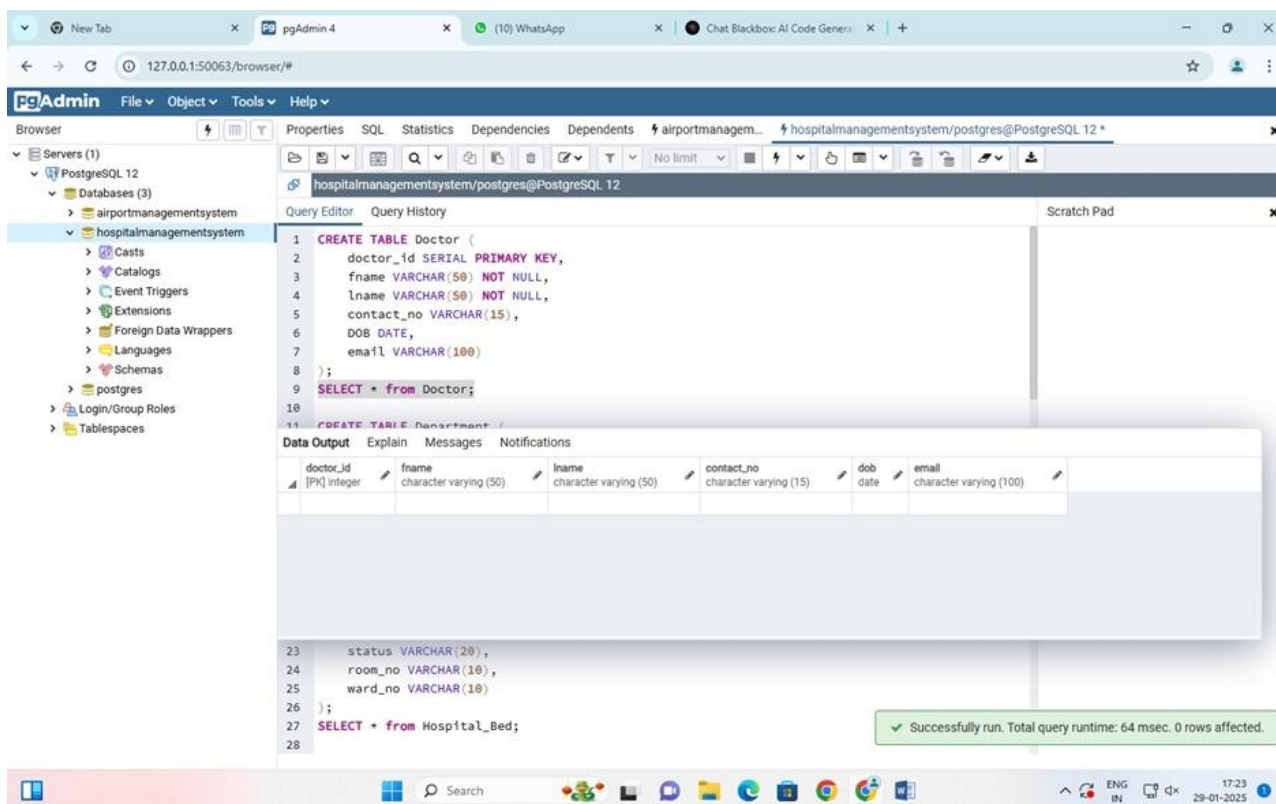 New Tab
pgAdmin 4
(10) WhatsApp
Chat Blackbox: AI Code Genera
127.0.0.1:50063/browser/#
pgAdmin File Object Tools Help
Browser
Properties SQL Statistics Dependencies Dependents airportmanagem... hospitalmanagementsystem/postgres@PostgreSQL 12 *
Servers (1)
PostgreSQL 12
Databases (3)
airportmanagementsystem
hospitalmanagementsystem
Casts
Catalogs
Event Triggers
Extensions
Foreign Data Wrappers
Languages
Schemas
postgres
Login/Group Roles
Tablespaces
No limit
hospitalmanagementsystem/postgres@PostgreSQL 12
Query Editor Query History
Scratch Pad
1 CREATE TABLE Doctor (
2 doctor_id SERIAL PRIMARY KEY,
3 fname VARCHAR(50) NOT NULL,
4 lname VARCHAR(50) NOT NULL,
5 contact_no VARCHAR(15),
6 DOB DATE,
7 email VARCHAR(100)
8 );
9 SELECT * from Doctor;
10
11 CREATE TABLE Department (
Data Output Explain Messages Notifications
doctor_id fname lname contact_no dob email
[PK] integer character varying (50) character varying (50) character varying (15) date character varying (100)
23 status VARCHAR(20),
24 room_no VARCHAR(10),
25 ward_no VARCHAR(10)
26 );
27 SELECT * from Hospital_Bed;
28
Successfully run. Total query runtime: 64 msec. 0 rows affected.
Search
ENG
IN
17:23
29-01-2025